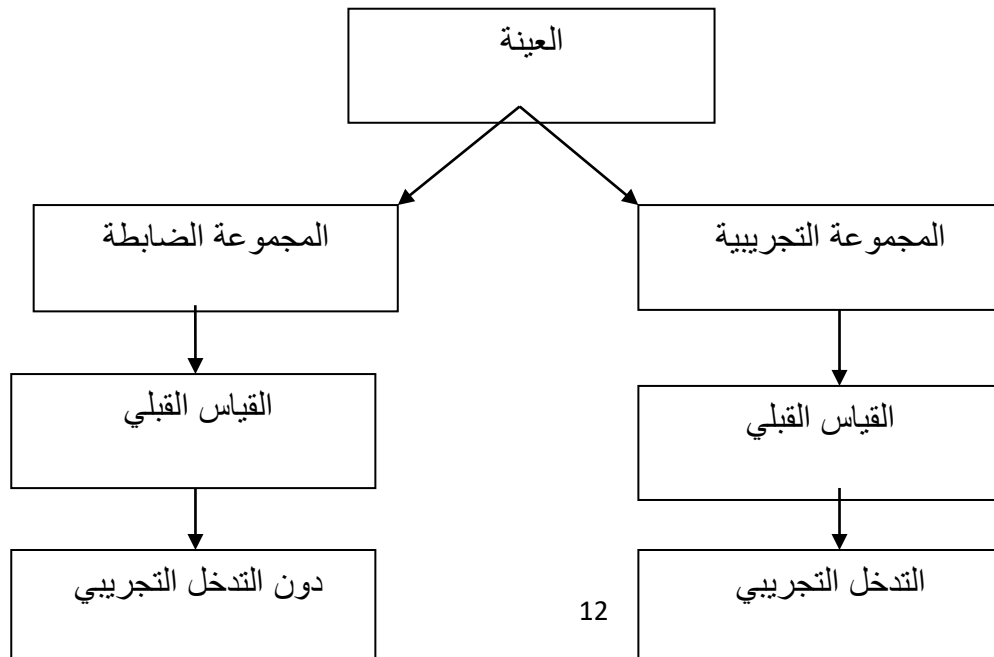 العينة
المجموعة التجريبية
المجموعة الضابطة
القياس القبلي
القياس القبلي
التدخل التجريبي
دون التدخل التجريبي
12